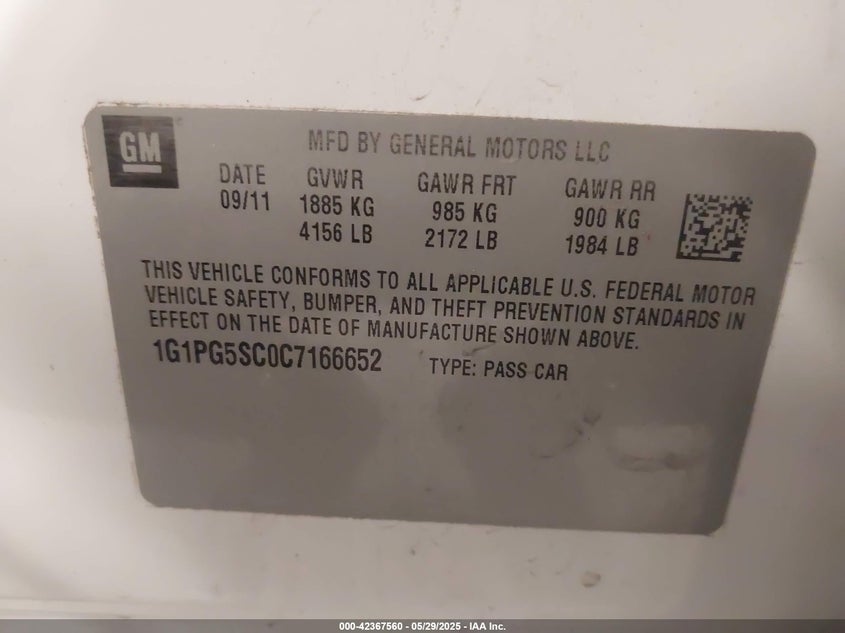 GM
MFD BY GENERAL MOTORS LLC
DATE GVWR GAWR FRT GAWR RR
09/11 1885 KG 985 KG 900 KG
4156 LB 2172 LB 1984 LB
THIS VEHICLE CONFORMS TO ALL APPLICABLE U.S. FEDERAL MOTOR
VEHICLE SAFETY, BUMPER, AND THEFT PREVENTION STANDARDS IN
EFFECT ON THE DATE OF MANUFACTURE SHOWN ABOVE.
1G1PG5SC0C7166652 TYPE: PASS CAR
000-42367560 - 05/29/2025 - IAA Inc.